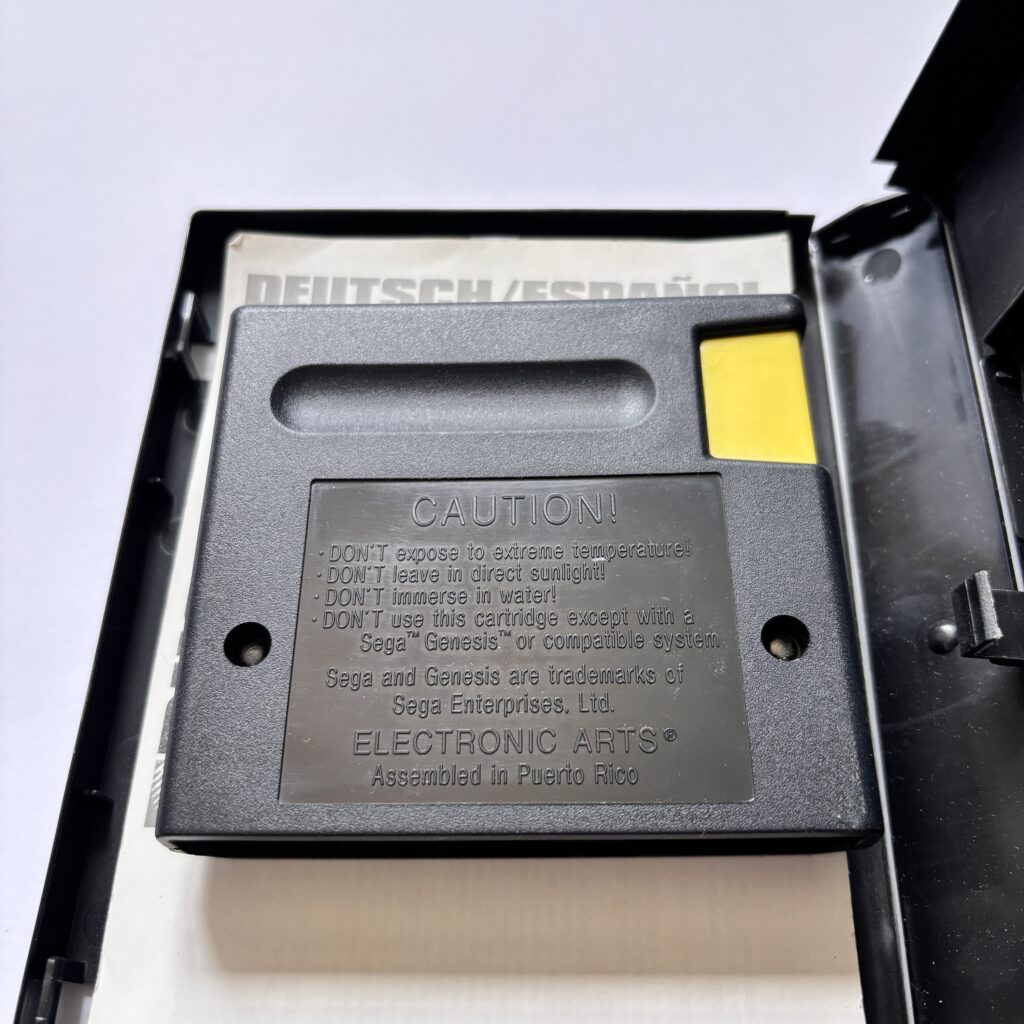 DEUTSCH/ESPAÑOL
CAUTION!
· DON'T expose to extreme temperature!
· DON'T leave in direct sunlight!
· DON'T immerse in water!
· DON'T use this cartridge except with a
Sega™ Genesis™ or compatible system
Sega and Genesis are trademarks of
Sega Enterprises, Ltd.
ELECTRONIC ARTS®
Assembled in Puerto Rico